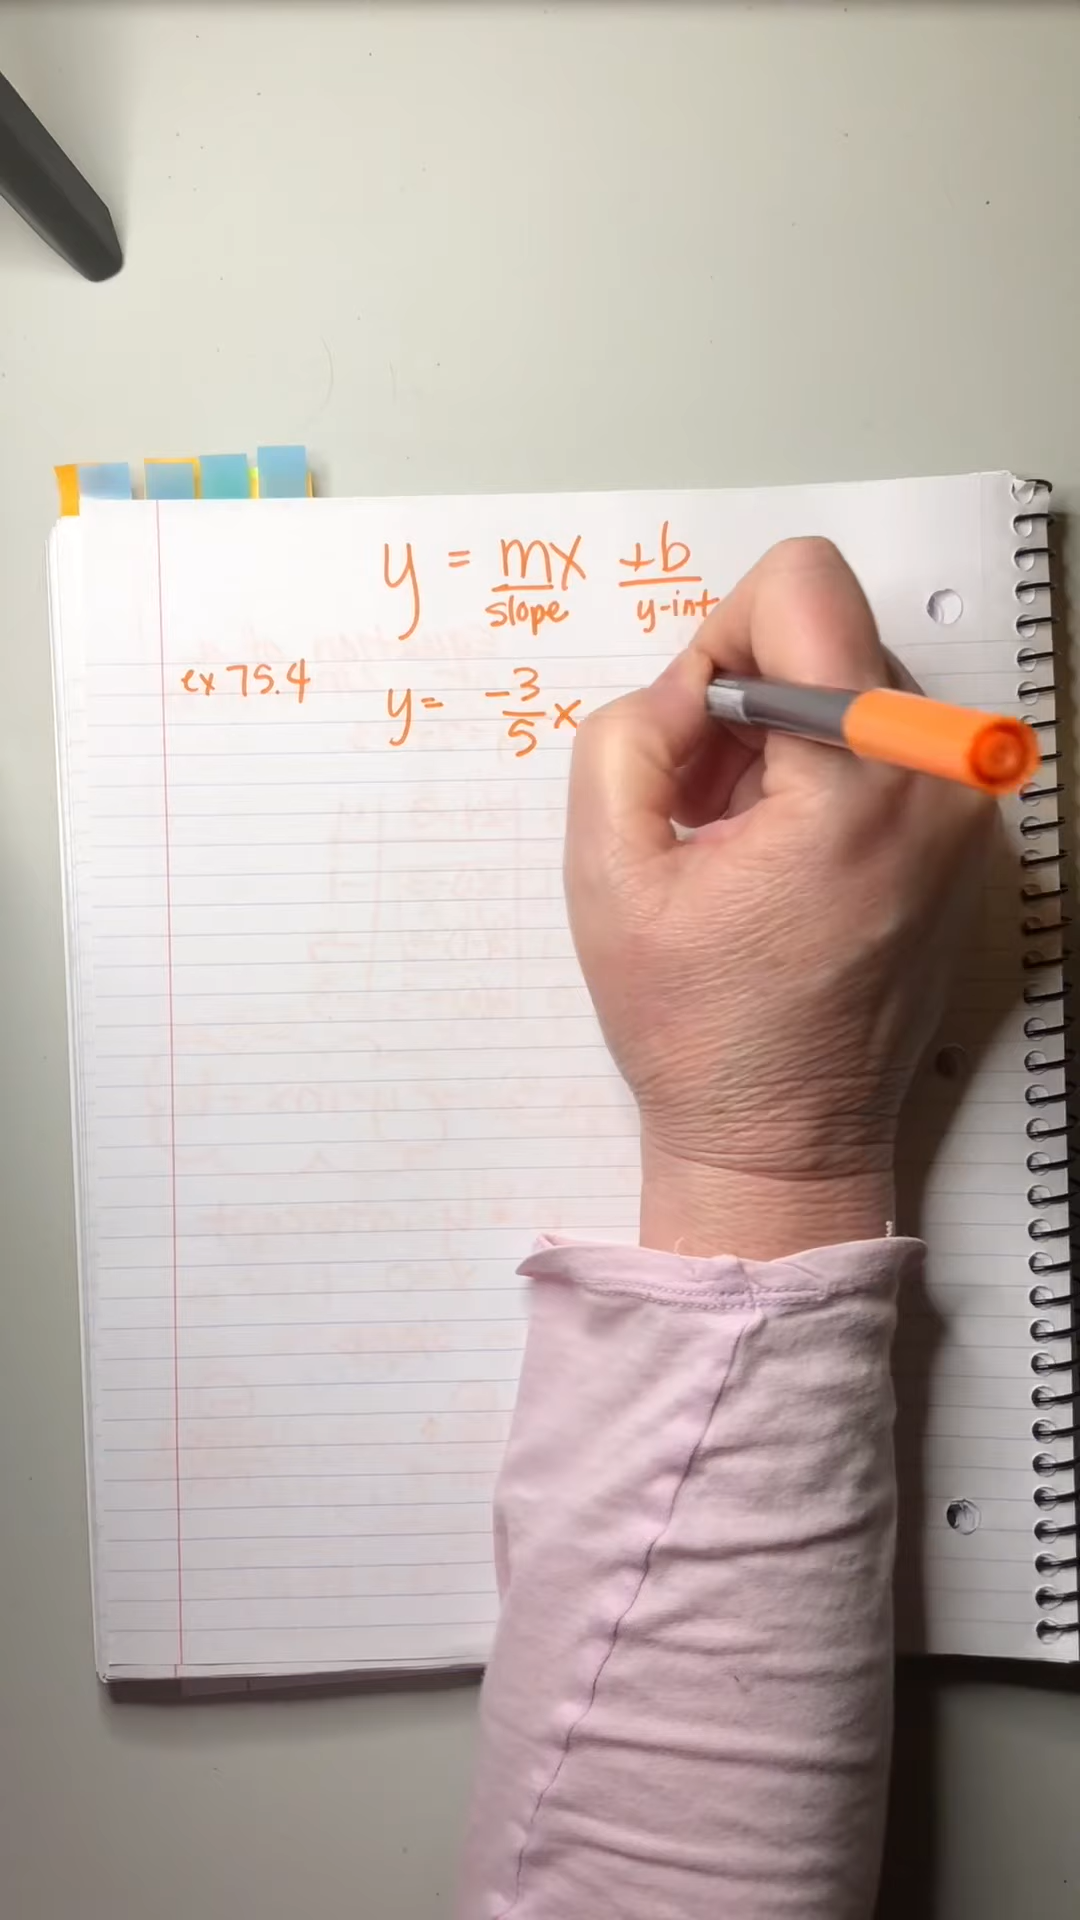 y = mx +b
slope y-int
ex 75.4 y= -3/5 x